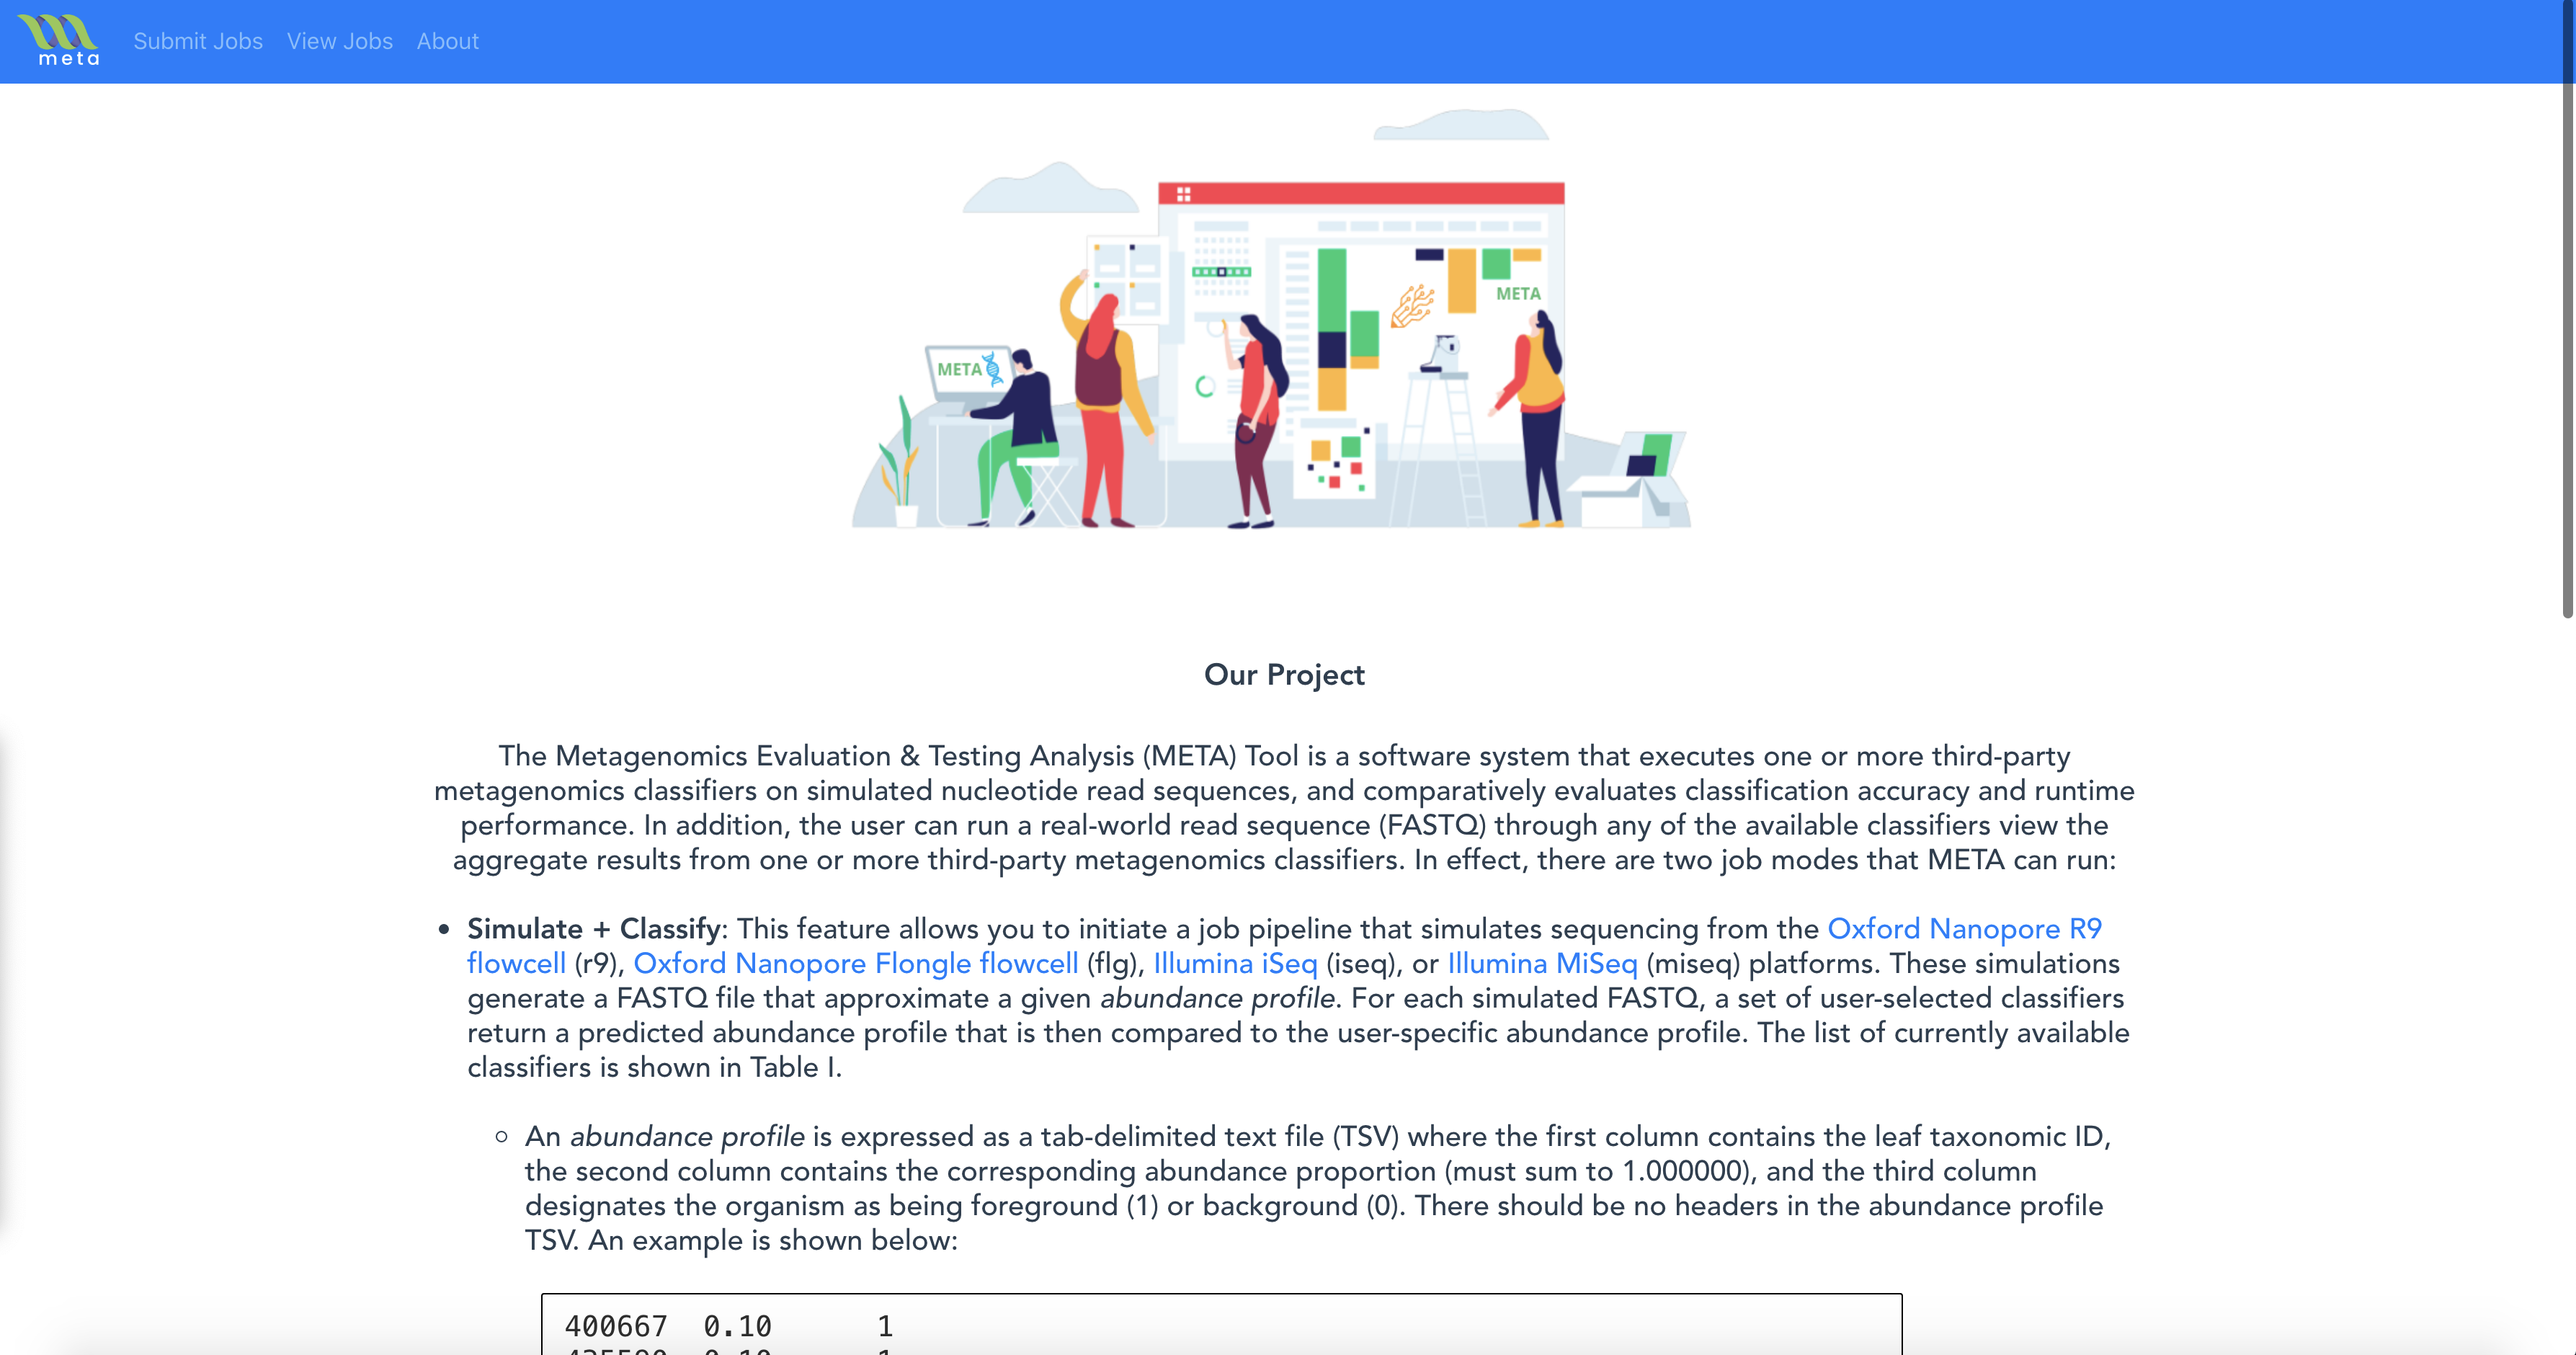 meta
Submit Jobs View Jobs About
META
META
Our Project
The Metagenomics Evaluation & Testing Analysis (META) Tool is a software system that executes one or more third-party
metagenomics classifiers on simulated nucleotide read sequences, and comparatively evaluates classification accuracy and runtime
performance. In addition, the user can run a real-world read sequence (FASTQ) through any of the available classifiers view the
aggregate results from one or more third-party metagenomics classifiers. In effect, there are two job modes that META can run:
• Simulate + Classify: This feature allows you to initiate a job pipeline that simulates sequencing from the Oxford Nanopore R9
flowcell (r9), Oxford Nanopore Flongle flowcell (flg), Illumina iSeq (iseq), or Illumina MiSeq (miseq) platforms. These simulations
generate a FASTQ file that approximate a given abundance profile. For each simulated FASTQ, a set of user-selected classifiers
return a predicted abundance profile that is then compared to the user-specific abundance profile. The list of currently available
classifiers is shown in Table I.
○ An abundance profile is expressed as a tab-delimited text file (TSV) where the first column contains the leaf taxonomic ID,
the second column contains the corresponding abundance proportion (must sum to 1.000000), and the third column
designates the organism as being foreground (1) or background (0). There should be no headers in the abundance profile
TSV. An example is shown below:
400667 0.10 1